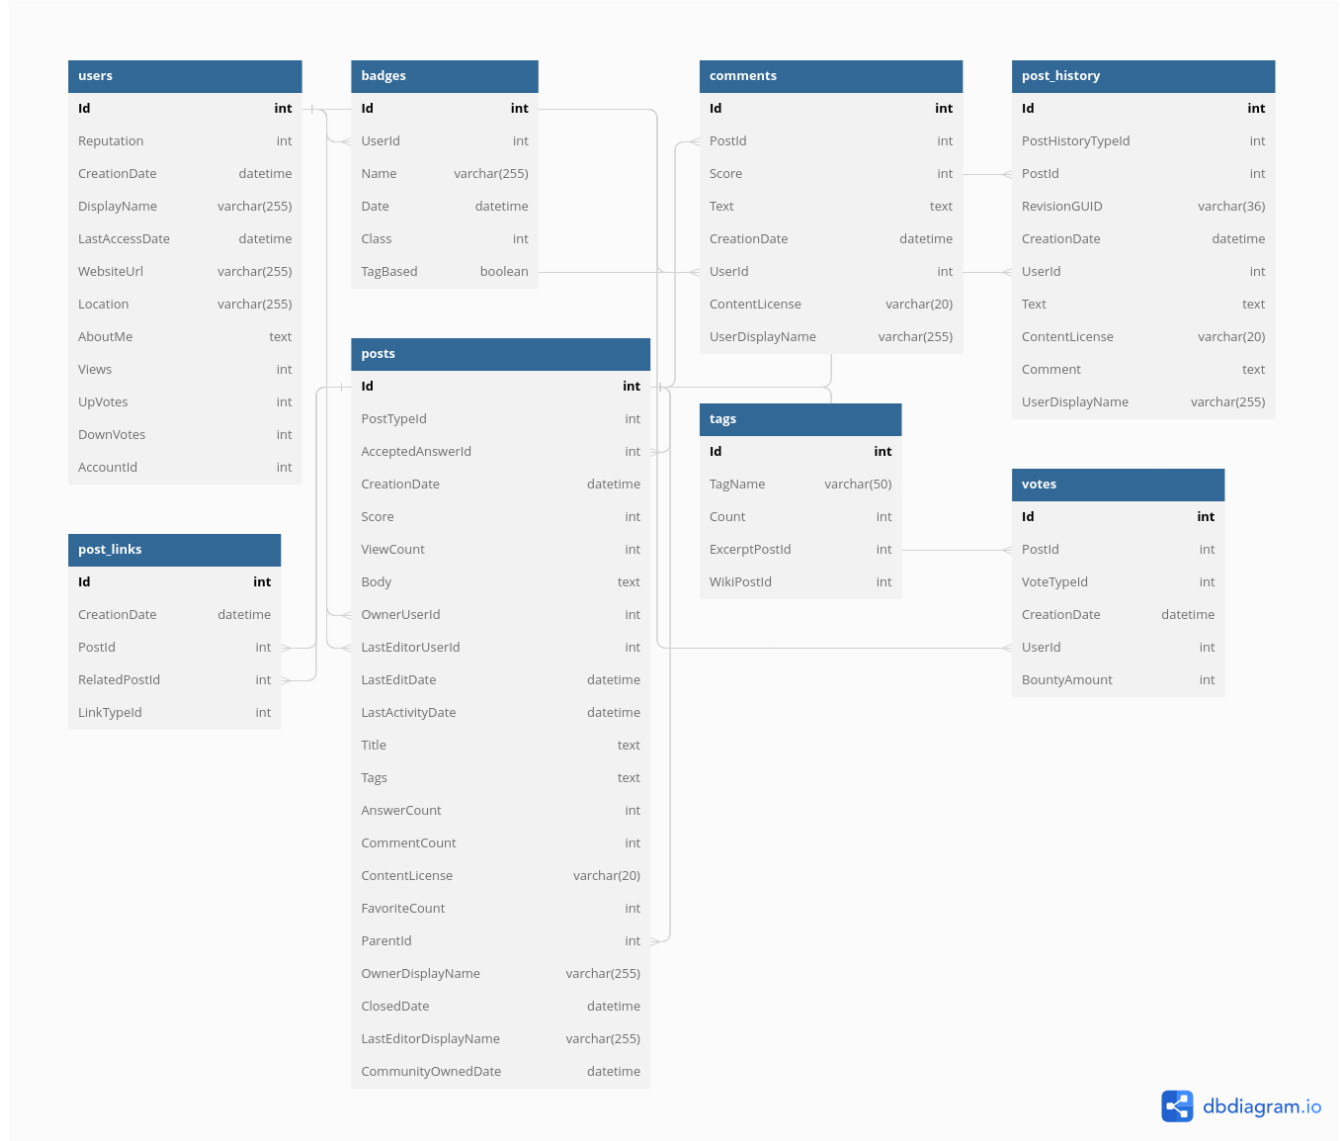 users
Id int
Reputation int
CreationDate datetime
DisplayName varchar(255)
LastAccessDate datetime
WebsiteUrl varchar(255)
Location varchar(255)
AboutMe text
Views int
UpVotes int
DownVotes int
AccountId int
badges
Id int
UserId int
Name varchar(255)
Date datetime
Class int
TagBased boolean
comments
Id int
PostId int
Score int
Text text
CreationDate datetime
UserId int
ContentLicense varchar(20)
UserDisplayName varchar(255)
post_history
Id int
PostHistoryTypeId int
PostId int
RevisionGUID varchar(36)
CreationDate datetime
UserId int
Text text
ContentLicense varchar(20)
Comment text
UserDisplayName varchar(255)
posts
Id int
PostTypeId int
AcceptedAnswerId int
CreationDate datetime
Score int
ViewCount int
Body text
OwnerUserId int
LastEditorUserId int
LastEditDate datetime
LastActivityDate datetime
Title text
Tags text
AnswerCount int
CommentCount int
ContentLicense varchar(20)
FavoriteCount int
ParentId int
OwnerDisplayName varchar(255)
ClosedDate datetime
LastEditorDisplayName varchar(255)
CommunityOwnedDate datetime
tags
Id int
TagName varchar(50)
Count int
ExcerptPostId int
WikiPostId int
votes
Id int
PostId int
VoteTypeId int
CreationDate datetime
UserId int
BountyAmount int
post_links
Id int
CreationDate datetime
PostId int
RelatedPostId int
LinkTypeId int
dbdiagram.io